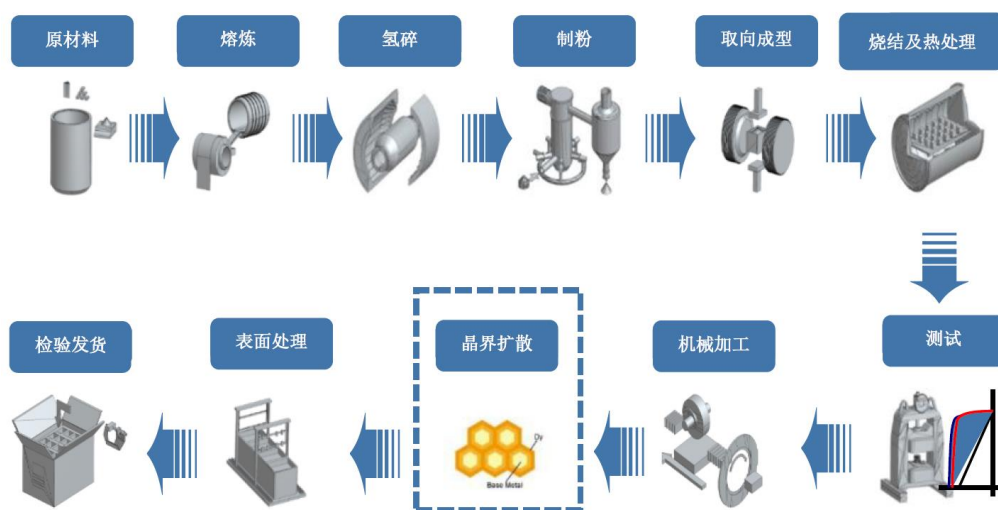 原材料
熔炼
氢碎
制粉
取向成型
烧结及热处理
检验发货
表面处理
晶界扩散
机械加工
测试
Dy
Base Metal